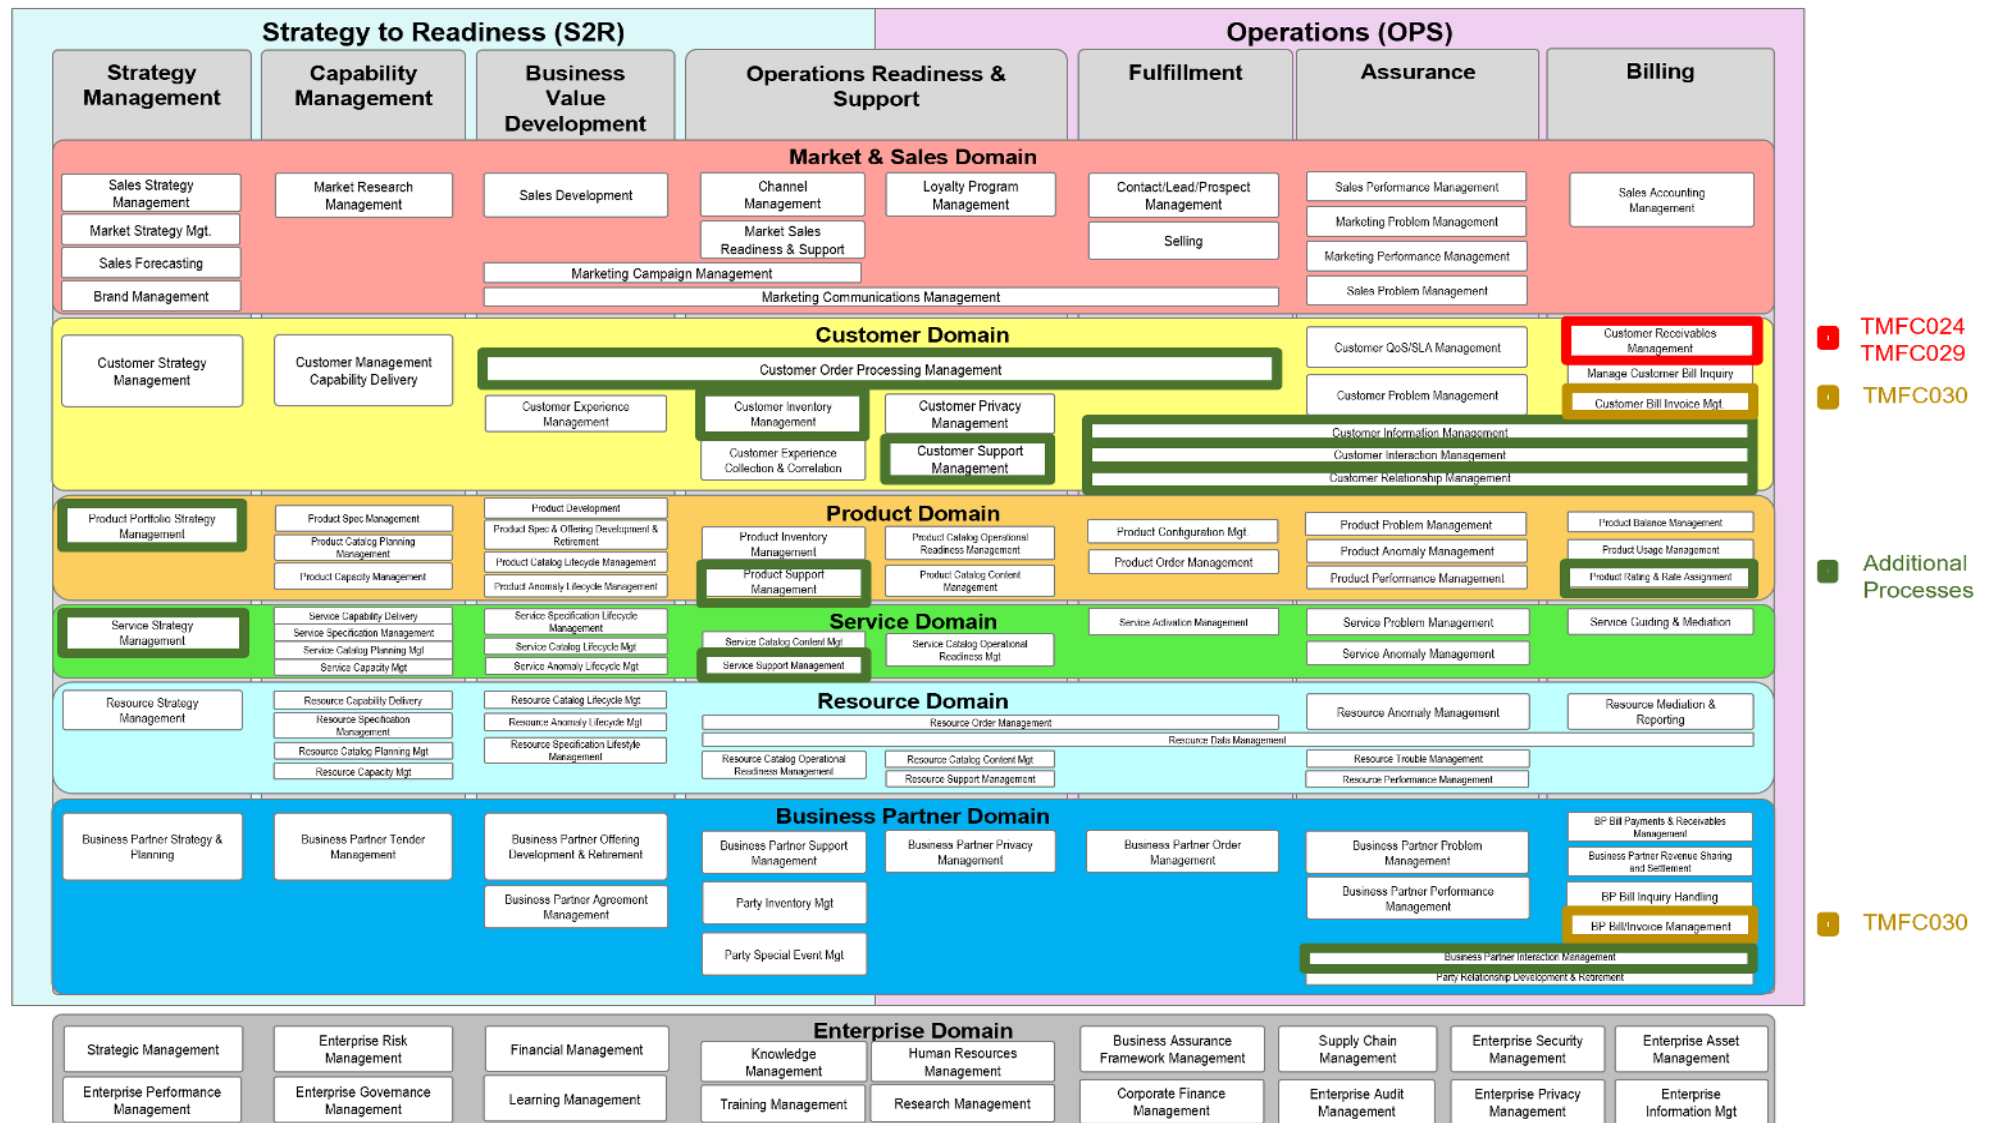 Strategy to Readiness (S2R)
Operations (OPS)
Strategy
Management
Capability
Management
Business
Value
Development
Operations Readiness &
Support
Fulfillment
Assurance
Billing
Market & Sales Domain
Sales Strategy
Management
Market Strategy Mgt.
Sales Forecasting
Brand Management
Market Research
Management
Sales Development
Channel
Management
Market Sales
Readiness & Support
Loyalty Program
Management
Marketing Campaign Management
Marketing Communications Management
Contact/Lead/Prospect
Management
Selling
Sales Performance Management
Marketing Problem Management
Marketing Performance Management
Sales Problem Management
Sales Accounting
Management
Customer Domain
Customer Strategy
Management
Customer Management
Capability Delivery
Customer Order Processing Management
Customer Experience
Management
Customer Inventory
Management
Customer Experience
Collection & Correlation
Customer Privacy
Management
Customer Support
Management
Customer QoS/SLA Management
Customer Problem Management
Customer Receivables
Management
Manage Customer Bill Inquiry
Customer Bill Invoice Mgt.
Customer Information Management
Customer Interaction Management
Customer Relationship Management
TMFC024
TMFC029
TMFC030
Product Domain
Product Portfolio Strategy
Management
Product Spec Management
Product Catalog Planning
Management
Product Capacity Management
Product Development
Product Spec & Offering Development &
Retirement
Product Catalog Lifecycle Management
Product Anomaly Lifecycle Management
Product Inventory
Management
Product Support
Management
Product Catalog Operational
Readiness Management
Product Catalog Content
Management
Product Configuration Mgt.
Product Order Management
Product Problem Management
Product Anomaly Management
Product Performance Management
Product Balance Management
Product Usage Management
Product Rating & Rate Assignment
Additional
Processes
Service Domain
Service Strategy
Management
Service Capability Delivery
Service Specification Management
Service Catalog Planning Mgt
Service Capacity Mgt
Service Specification Lifecycle
Management
Service Catalog Lifecycle Mgt
Service Anomaly Lifecycle Mgt
Service Catalog Content Mgt
Service Support Management
Service Catalog Operational
Readiness Mgt
Service Activation Management
Service Problem Management
Service Anomaly Management
Service Guiding & Mediation
Resource Domain
Resource Strategy
Management
Resource Capability Delivery
Resource Specification
Management
Resource Catalog Planning Mgt
Resource Capacity Mgt
Resource Catalog Lifecycle Mgt
Resource Anomaly Lifecycle Mgt
Resource Specification Lifestyle
Management
Resource Order Management
Resource Data Management
Resource Catalog Operational
Readiness Management
Resource Catalog Content Mgt
Resource Support Management
Resource Anomaly Management
Resource Trouble Management
Resource Performance Management
Resource Mediation &
Reporting
Business Partner Domain
Business Partner Strategy &
Planning
Business Partner Tender
Management
Business Partner Offering
Development & Retirement
Business Partner Agreement
Management
Business Partner Support
Management
Party Inventory Mgt
Party Special Event Mgt
Business Partner Privacy
Management
Business Partner Order
Management
Business Partner Problem
Management
Business Partner Performance
Management
BP Bill Payments & Receivables
Management
Business Partner Revenue Sharing
and Settlement
BP Bill Inquiry Handling
BP Bill/Invoice Management
Business Partner Interaction Management
Party Relationship Development & Retirement
TMFC030
Enterprise Domain
Strategic Management
Enterprise Performance
Management
Enterprise Risk
Management
Enterprise Governance
Management
Financial Management
Learning Management
Knowledge
Management
Training Management
Human Resources
Management
Research Management
Business Assurance
Framework Management
Corporate Finance
Management
Supply Chain
Management
Enterprise Audit
Management
Enterprise Security
Management
Enterprise Privacy
Management
Enterprise Asset
Management
Enterprise
Information Mgt